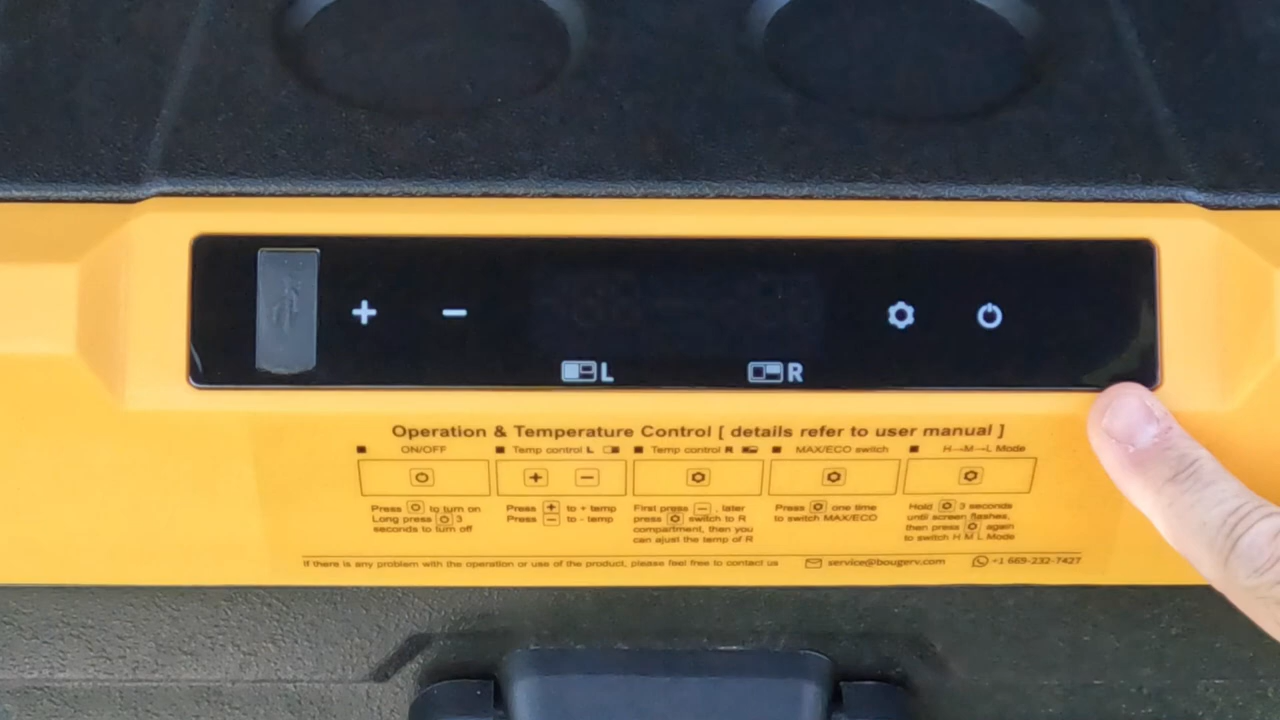 L R
Operation & Temperature Control [ details refer to user manual ]
ON/OFF
Temp control L
Temp control R
MAX/ECO switch
H→M→L Mode
Press to turn on
Long press 3
seconds to turn off
Press + to + temp
Press − to - temp
First press − , later
press switch to R
compartment, then you
can ajust the temp of R
Press one time
to switch MAX/ECO
Hold 3 seconds
until screen flashes,
then press again
to switch H M L Mode
If there is any problem with the operation or use of the product, please feel free to contact us service@bougerv.com +1 669-232-7427